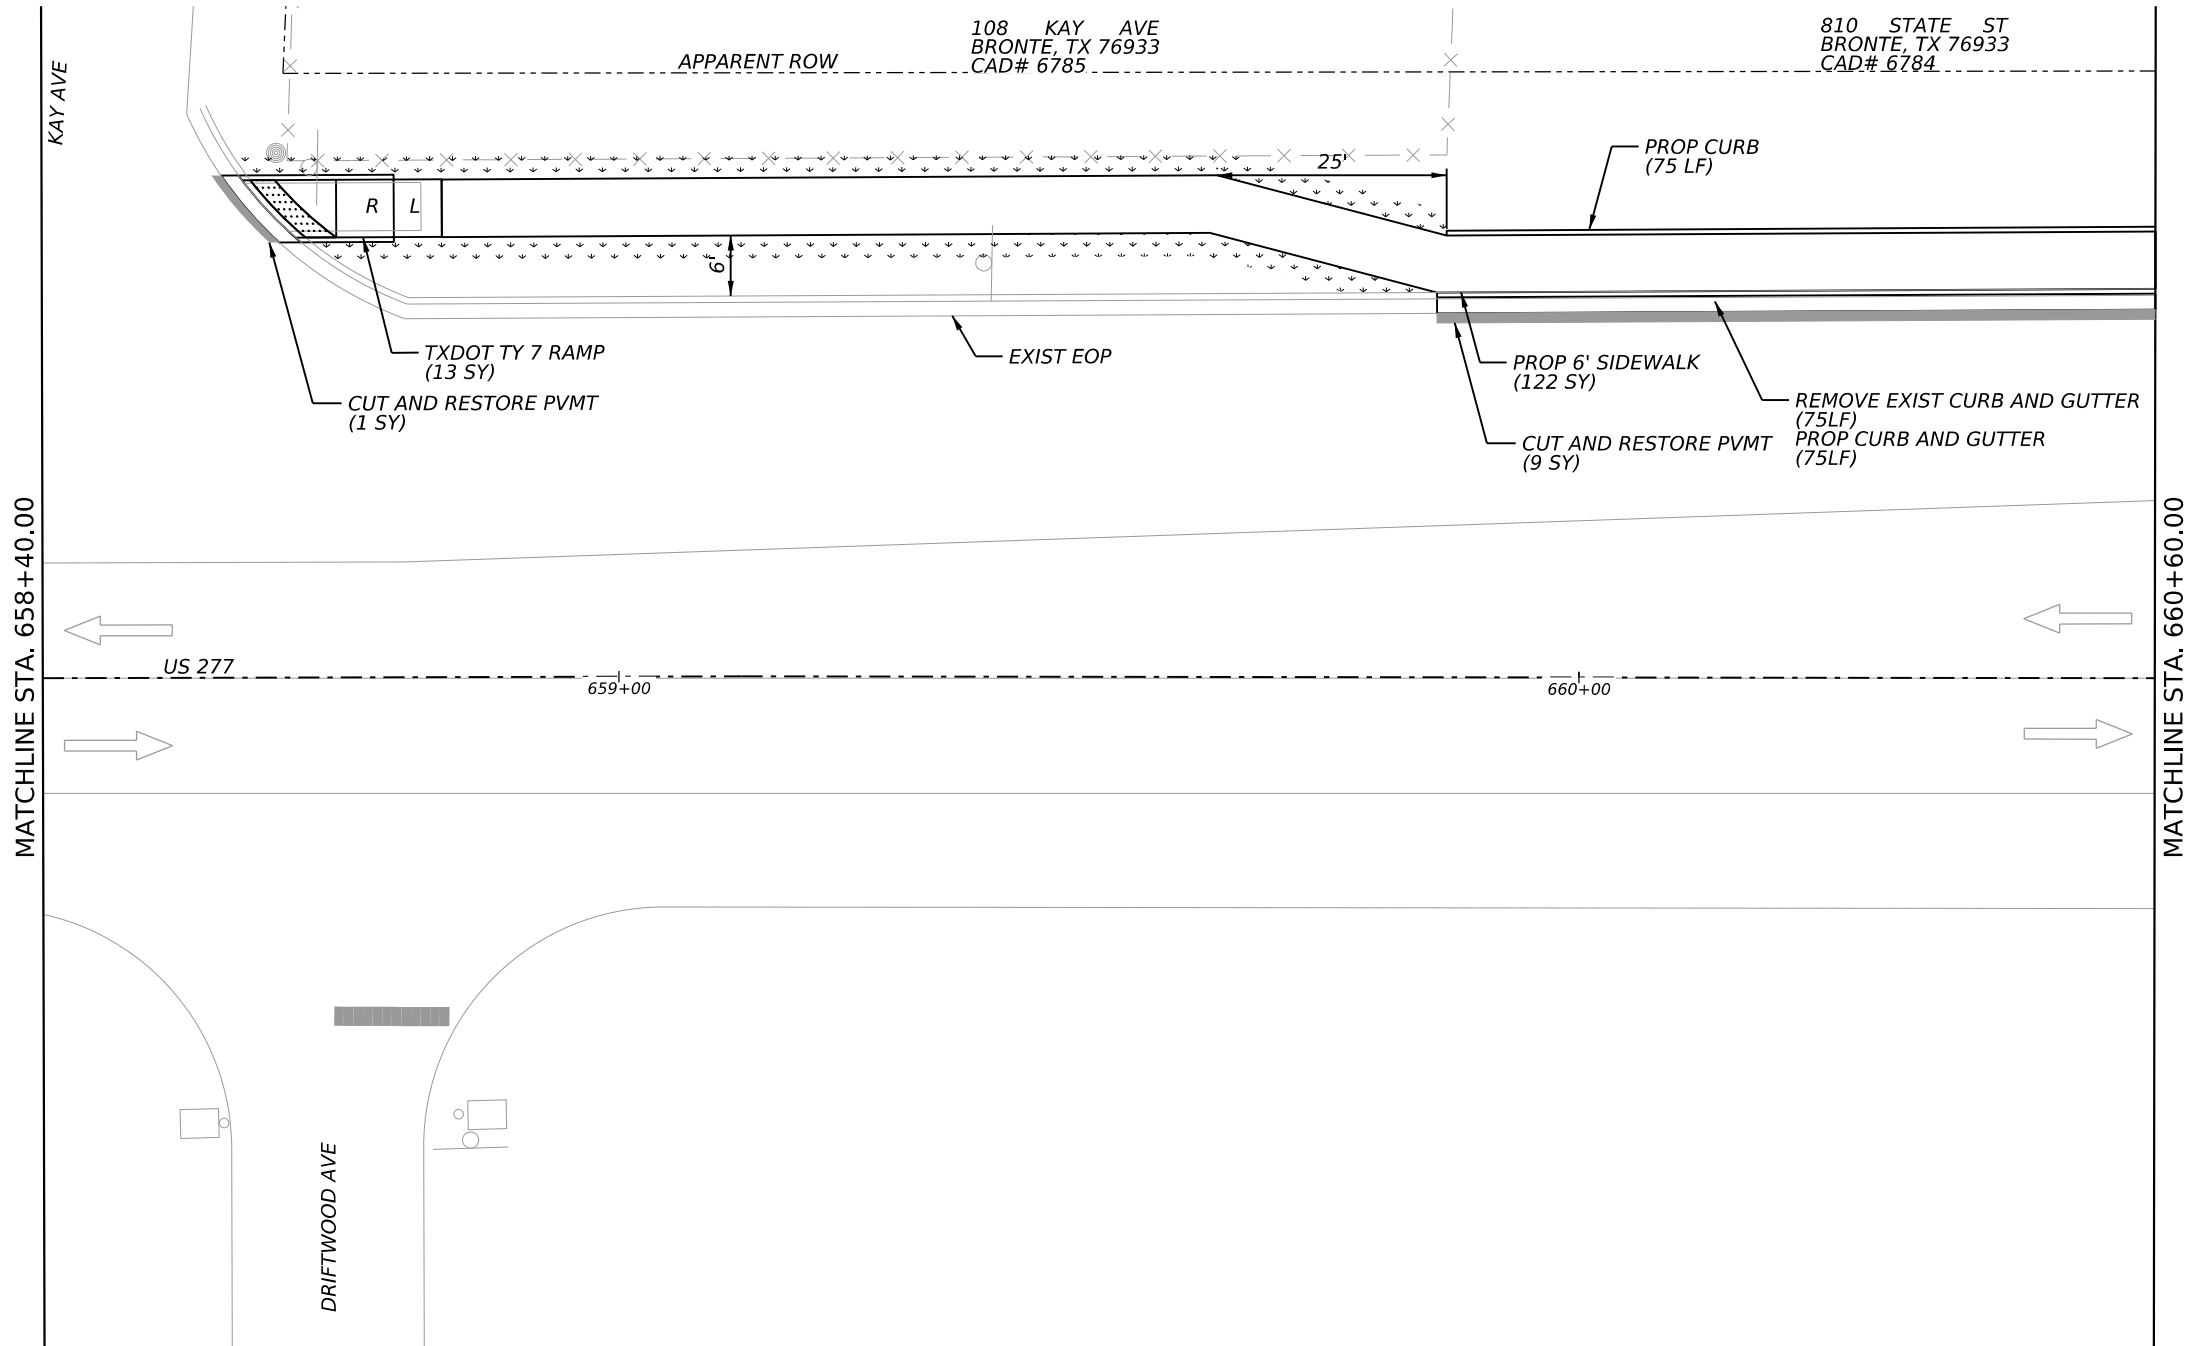 108 KAY AVE
BRONTE, TX 76933
CAD# 6785
810 STATE ST
BRONTE, TX 76933
CAD# 6784
APPARENT ROW
KAY AVE
25'
PROP CURB
(75 LF)
R
L
6'
TXDOT TY 7 RAMP
(13 SY)
CUT AND RESTORE PVMT
(1 SY)
EXIST EOP
PROP 6' SIDEWALK
(122 SY)
CUT AND RESTORE PVMT
(9 SY)
REMOVE EXIST CURB AND GUTTER
(75LF)
PROP CURB AND GUTTER
(75LF)
MATCHLINE STA. 658+40.00
MATCHLINE STA. 660+60.00
US 277
659+00
660+00
DRIFTWOOD AVE